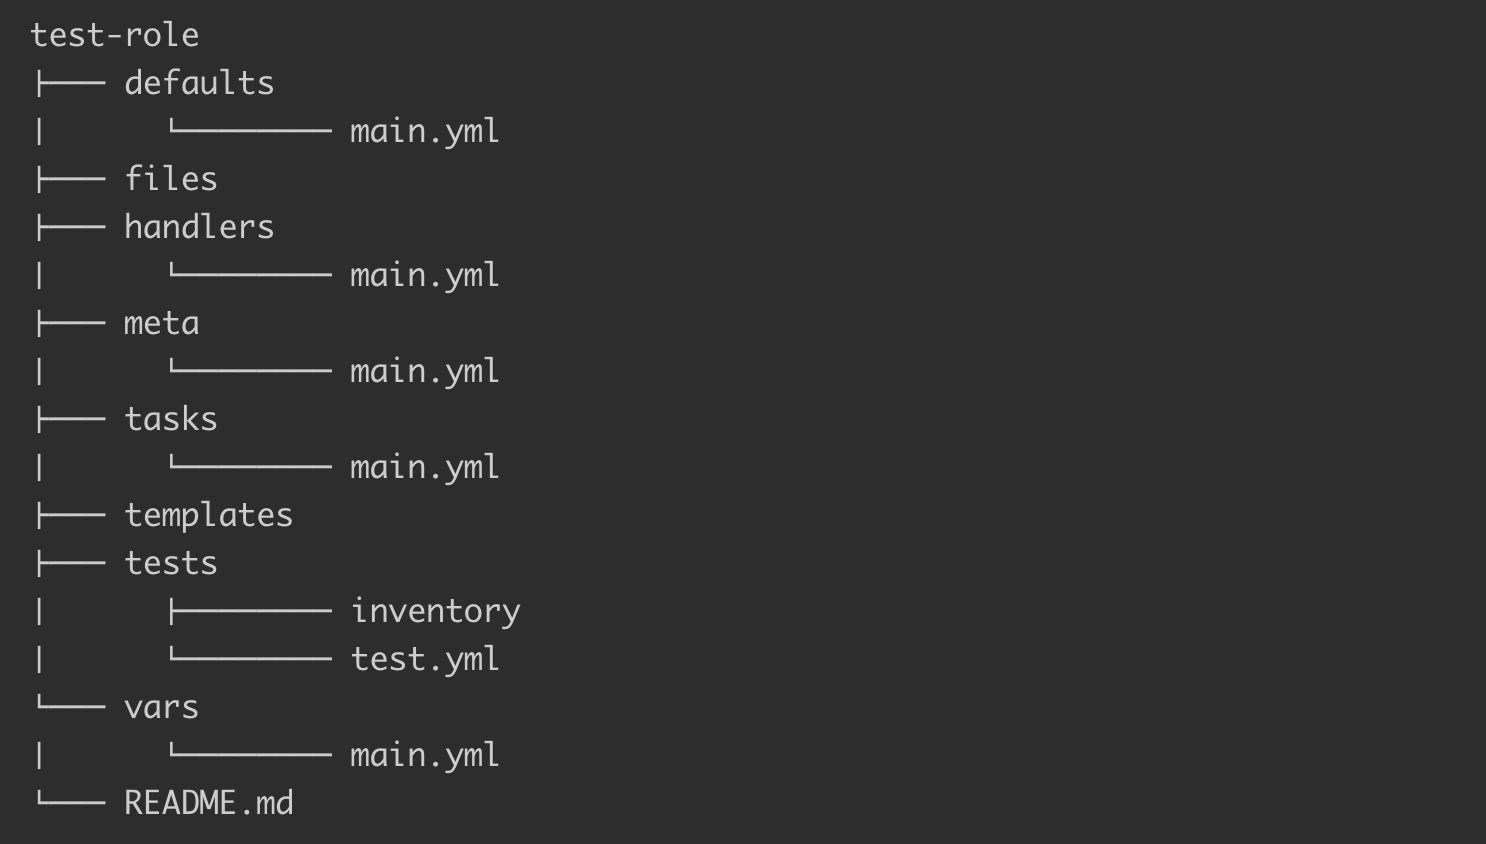 test-role
├── defaults
|   └──── main.yml
├── files
├── handlers
|   └──── main.yml
├── meta
|   └──── main.yml
├── tasks
|   └──── main.yml
├── templates
├── tests
|   ├──── inventory
|   └──── test.yml
└── vars
|   └──── main.yml
└── README.md